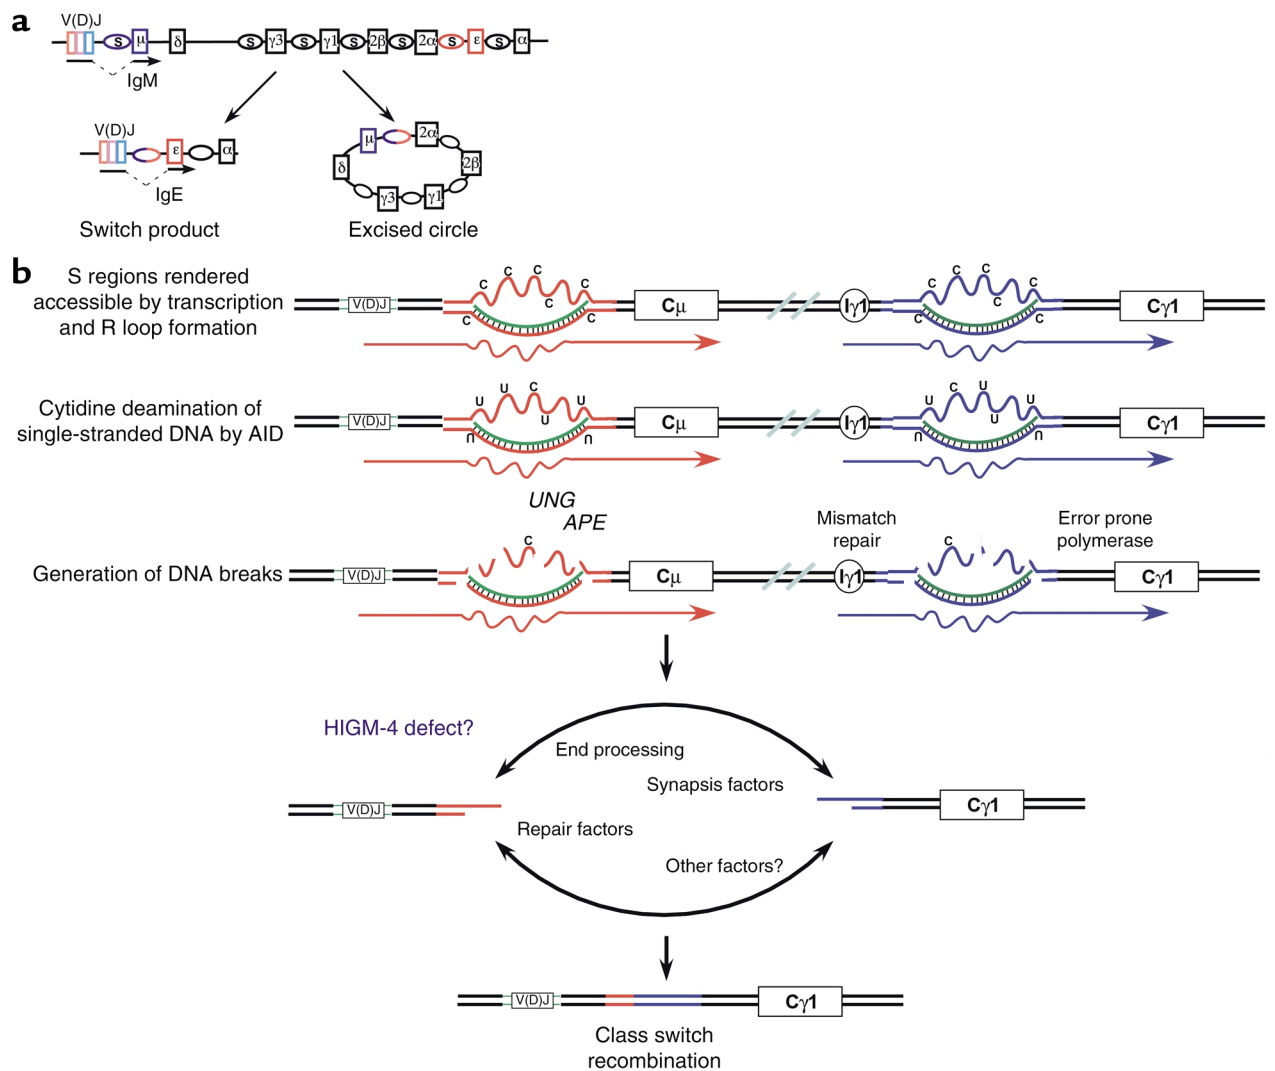 a
V(D)J
S μ δ S γ3 S γ1 S 2β S 2α S ε S α
IgM
V(D)J
ε α
IgE
Switch product
μ 2α
δ 2β
γ3 γ1
Excised circle
b
S regions rendered
accessible by transcription
and R loop formation
V(D)J
C C C C C
C C
Cμ
Iγ1
C C C C C
C C
Cγ1
Cytidine deamination of
single-stranded DNA by AID
V(D)J
U U C U U
U U
Cμ
Iγ1
U C U U U
U U
Cγ1
UNG
APE
Mismatch
repair
Error prone
polymerase
Generation of DNA breaks
V(D)J
C
Cμ
Iγ1
C
Cγ1
HIGM-4 defect?
End processing
Synapsis factors
V(D)J
Cγ1
Repair factors
Other factors?
V(D)J
Cγ1
Class switch
recombination